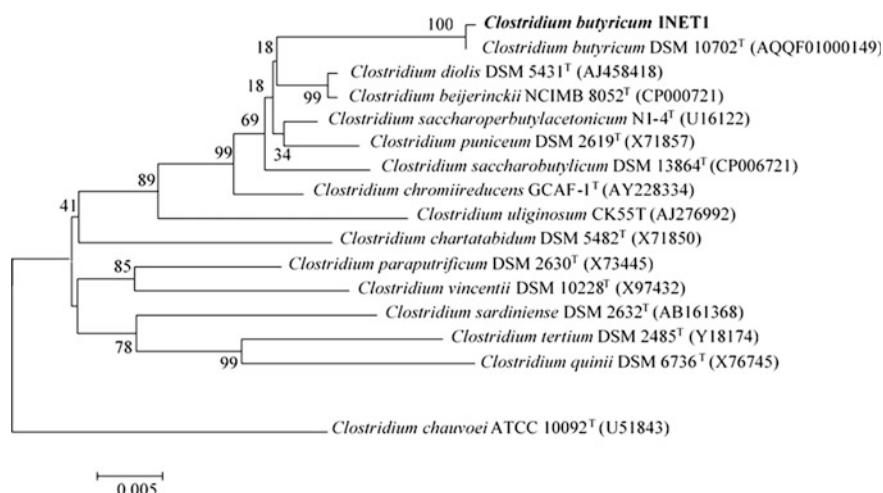 100
Clostridium butyricum INET1
18
Clostridium butyricum DSM 10702ᵀ (AQQF01000149)
Clostridium diolis DSM 5431ᵀ (AJ458418)
18
99
Clostridium beijerinckii NCIMB 8052ᵀ (CP000721)
69
Clostridium saccharoperbutylacetonicum N1-4ᵀ (U16122)
34
Clostridium puniceum DSM 2619ᵀ (X71857)
99
Clostridium saccharobutylicum DSM 13864ᵀ (CP006721)
89
Clostridium chromiireducens GCAF-1ᵀ (AY228334)
41
Clostridium uliginosum CK55T (AJ276992)
Clostridium chartatabidum DSM 5482ᵀ (X71850)
85
Clostridium paraputrificum DSM 2630ᵀ (X73445)
Clostridium vincentii DSM 10228ᵀ (X97432)
Clostridium sardiniense DSM 2632ᵀ (AB161368)
78
Clostridium tertium DSM 2485ᵀ (Y18174)
99
Clostridium quinii DSM 6736ᵀ (X76745)
Clostridium chauvoei ATCC 10092ᵀ (U51843)
0.005